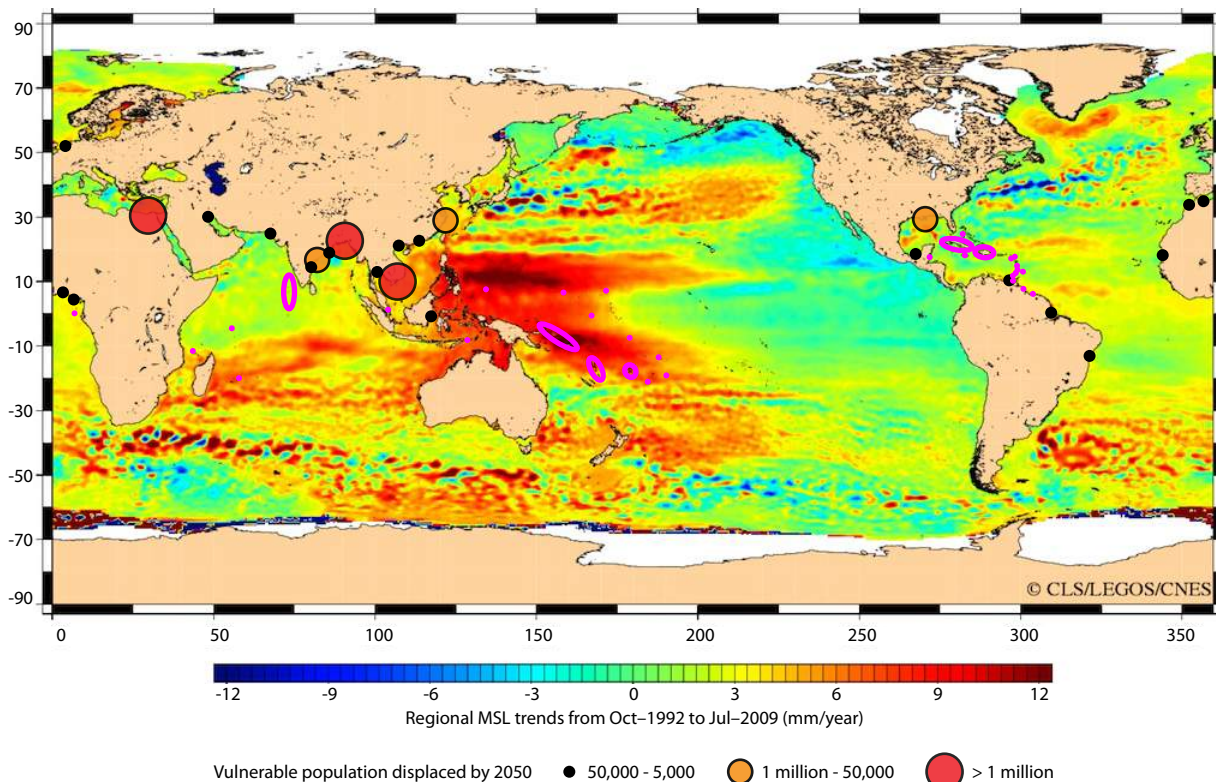 90
70
50
30
10
-10
-30
-50
-70
-90
© CLS/LEGOS/CNES
0 50 100 150 200 250 300 350
-12 -9 -6 -3 0 3 6 9 12
Regional MSL trends from Oct–1992 to Jul–2009 (mm/year)
Vulnerable population displaced by 2050 50,000 - 5,000 1 million - 50,000 > 1 million